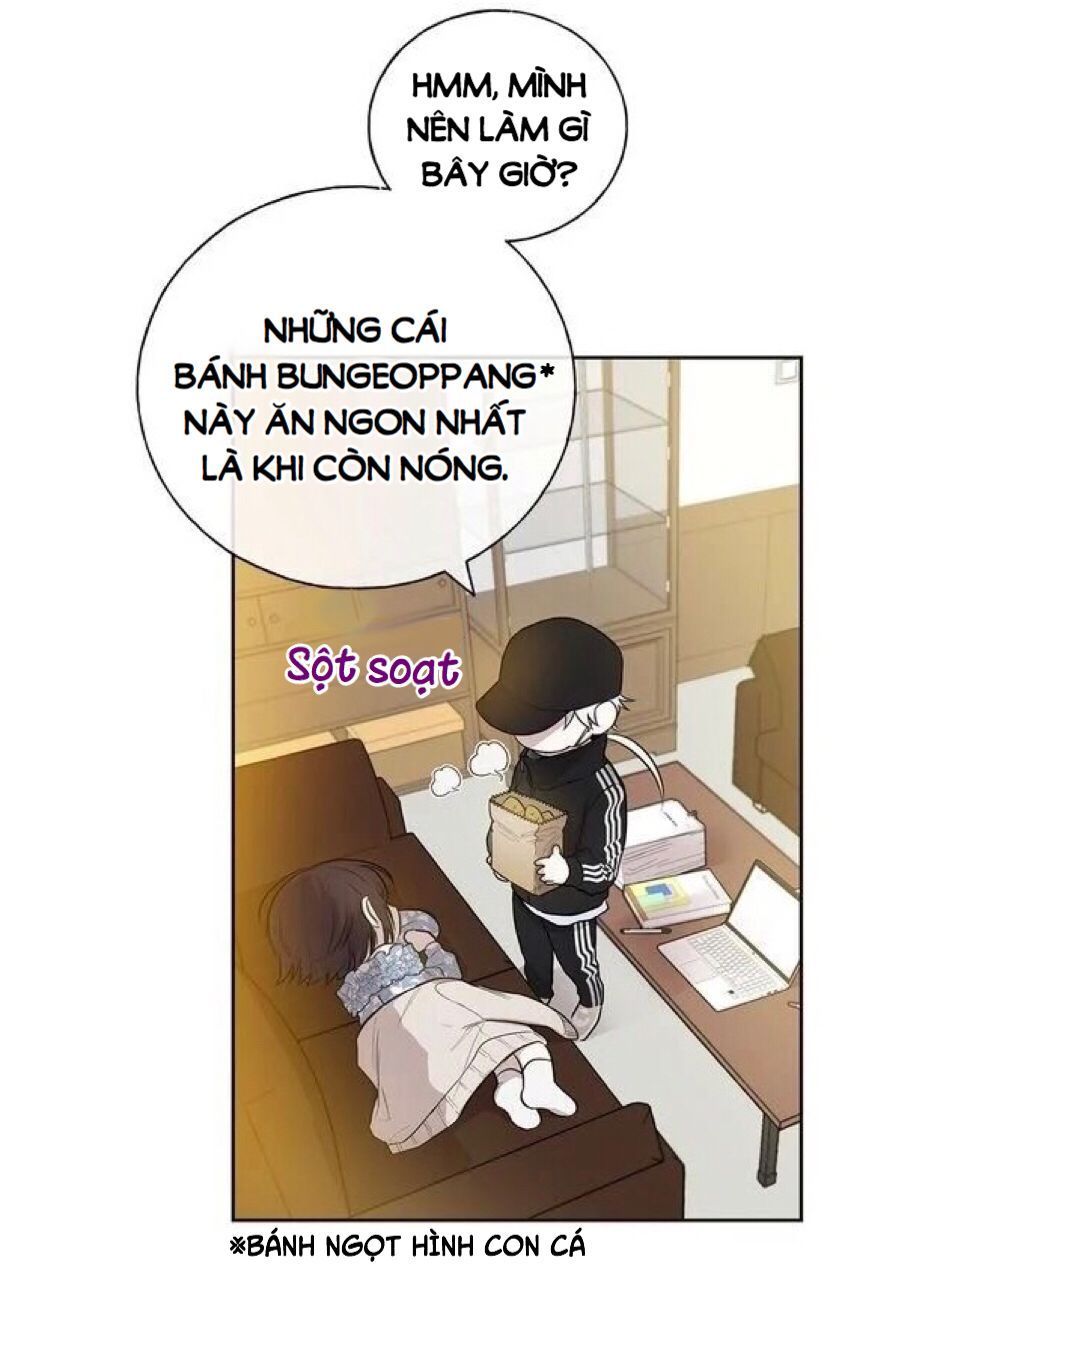 HMM, MÌNH
NÊN LÀM GÌ
BÂY GIỜ?
NHỮNG CÁI
BÁNH BUNGEOPPANG*
NÀY ĂN NGON NHẤT
LÀ KHI CÒN NÓNG.
Sột soạt
※BÁNH NGỌT HÌNH CON CÁ